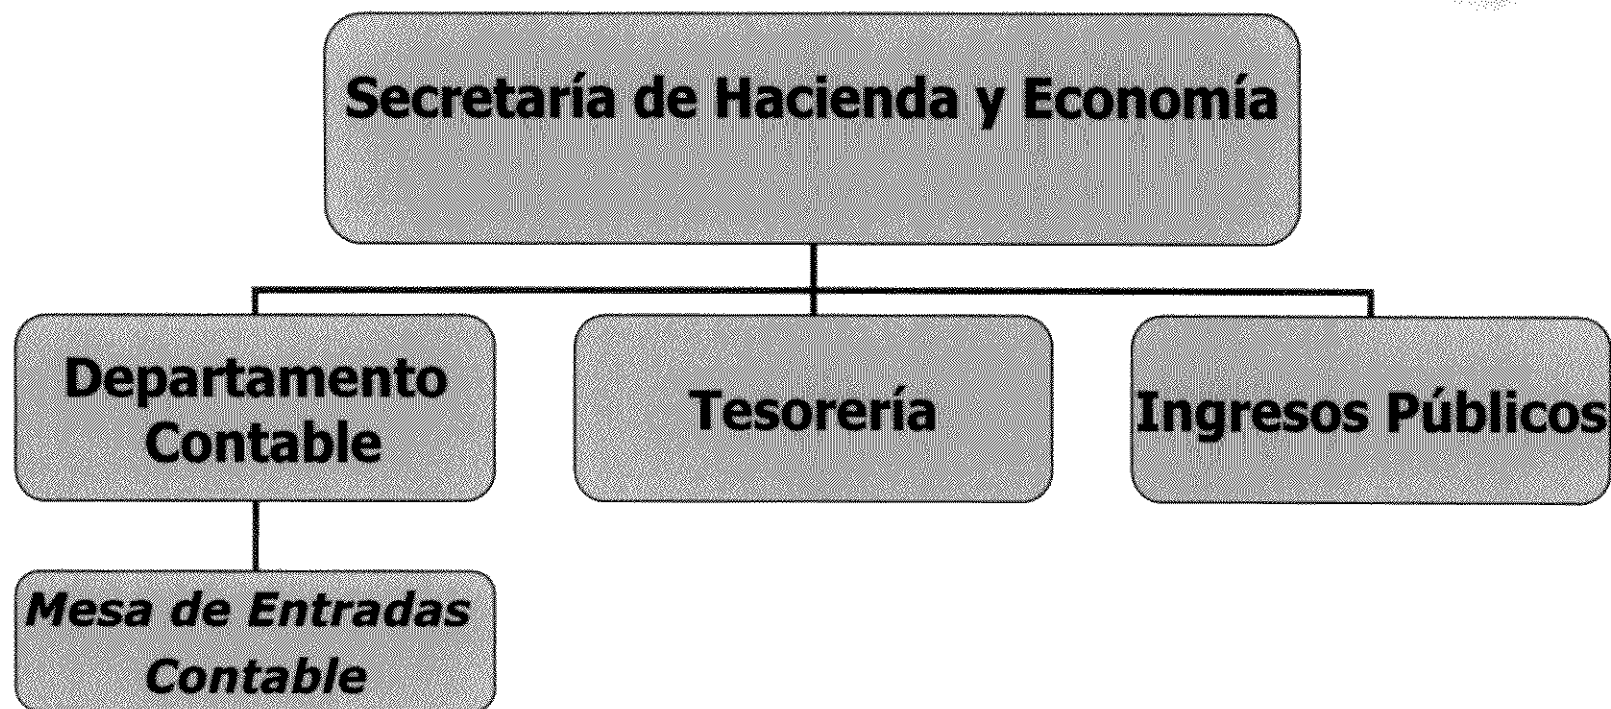 Secretaría de Hacienda y Economía
Departamento
Contable
Tesorería
Ingresos Públicos
Mesa de Entradas
Contable